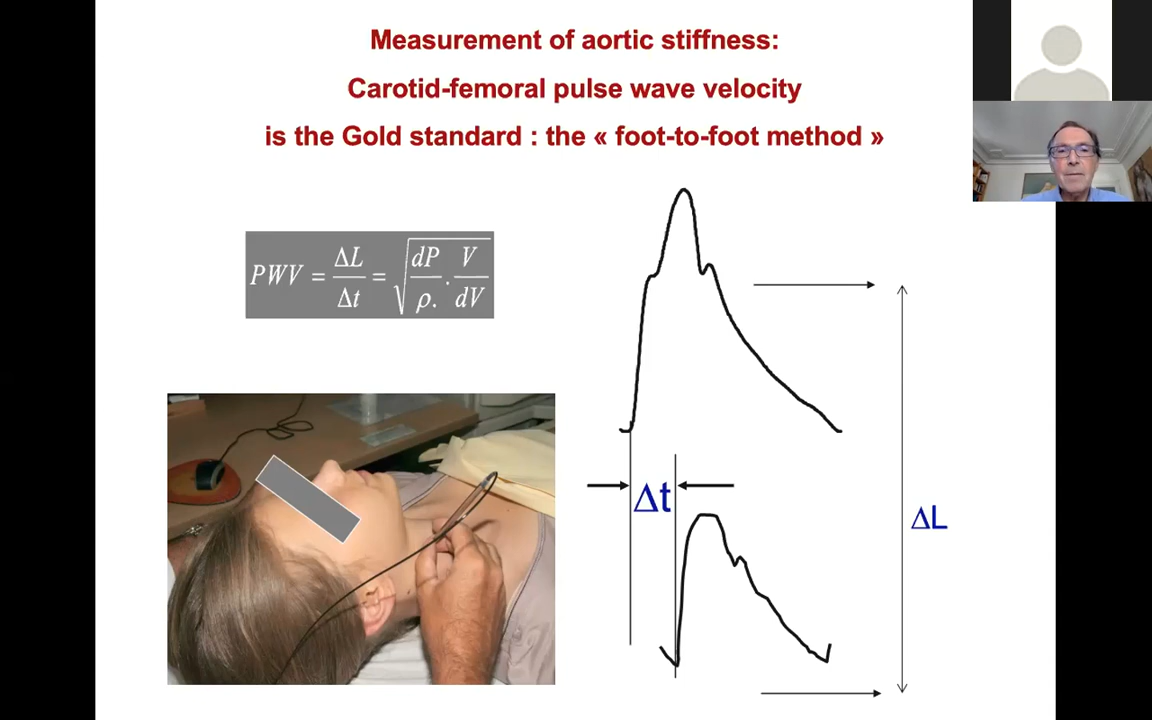 Measurement of aortic stiffness:
Carotid-femoral pulse wave velocity
is the Gold standard : the « foot-to-foot method »
PWV = ΔL/Δt = √(dP/ρ. . V/dV)
Δt
ΔL